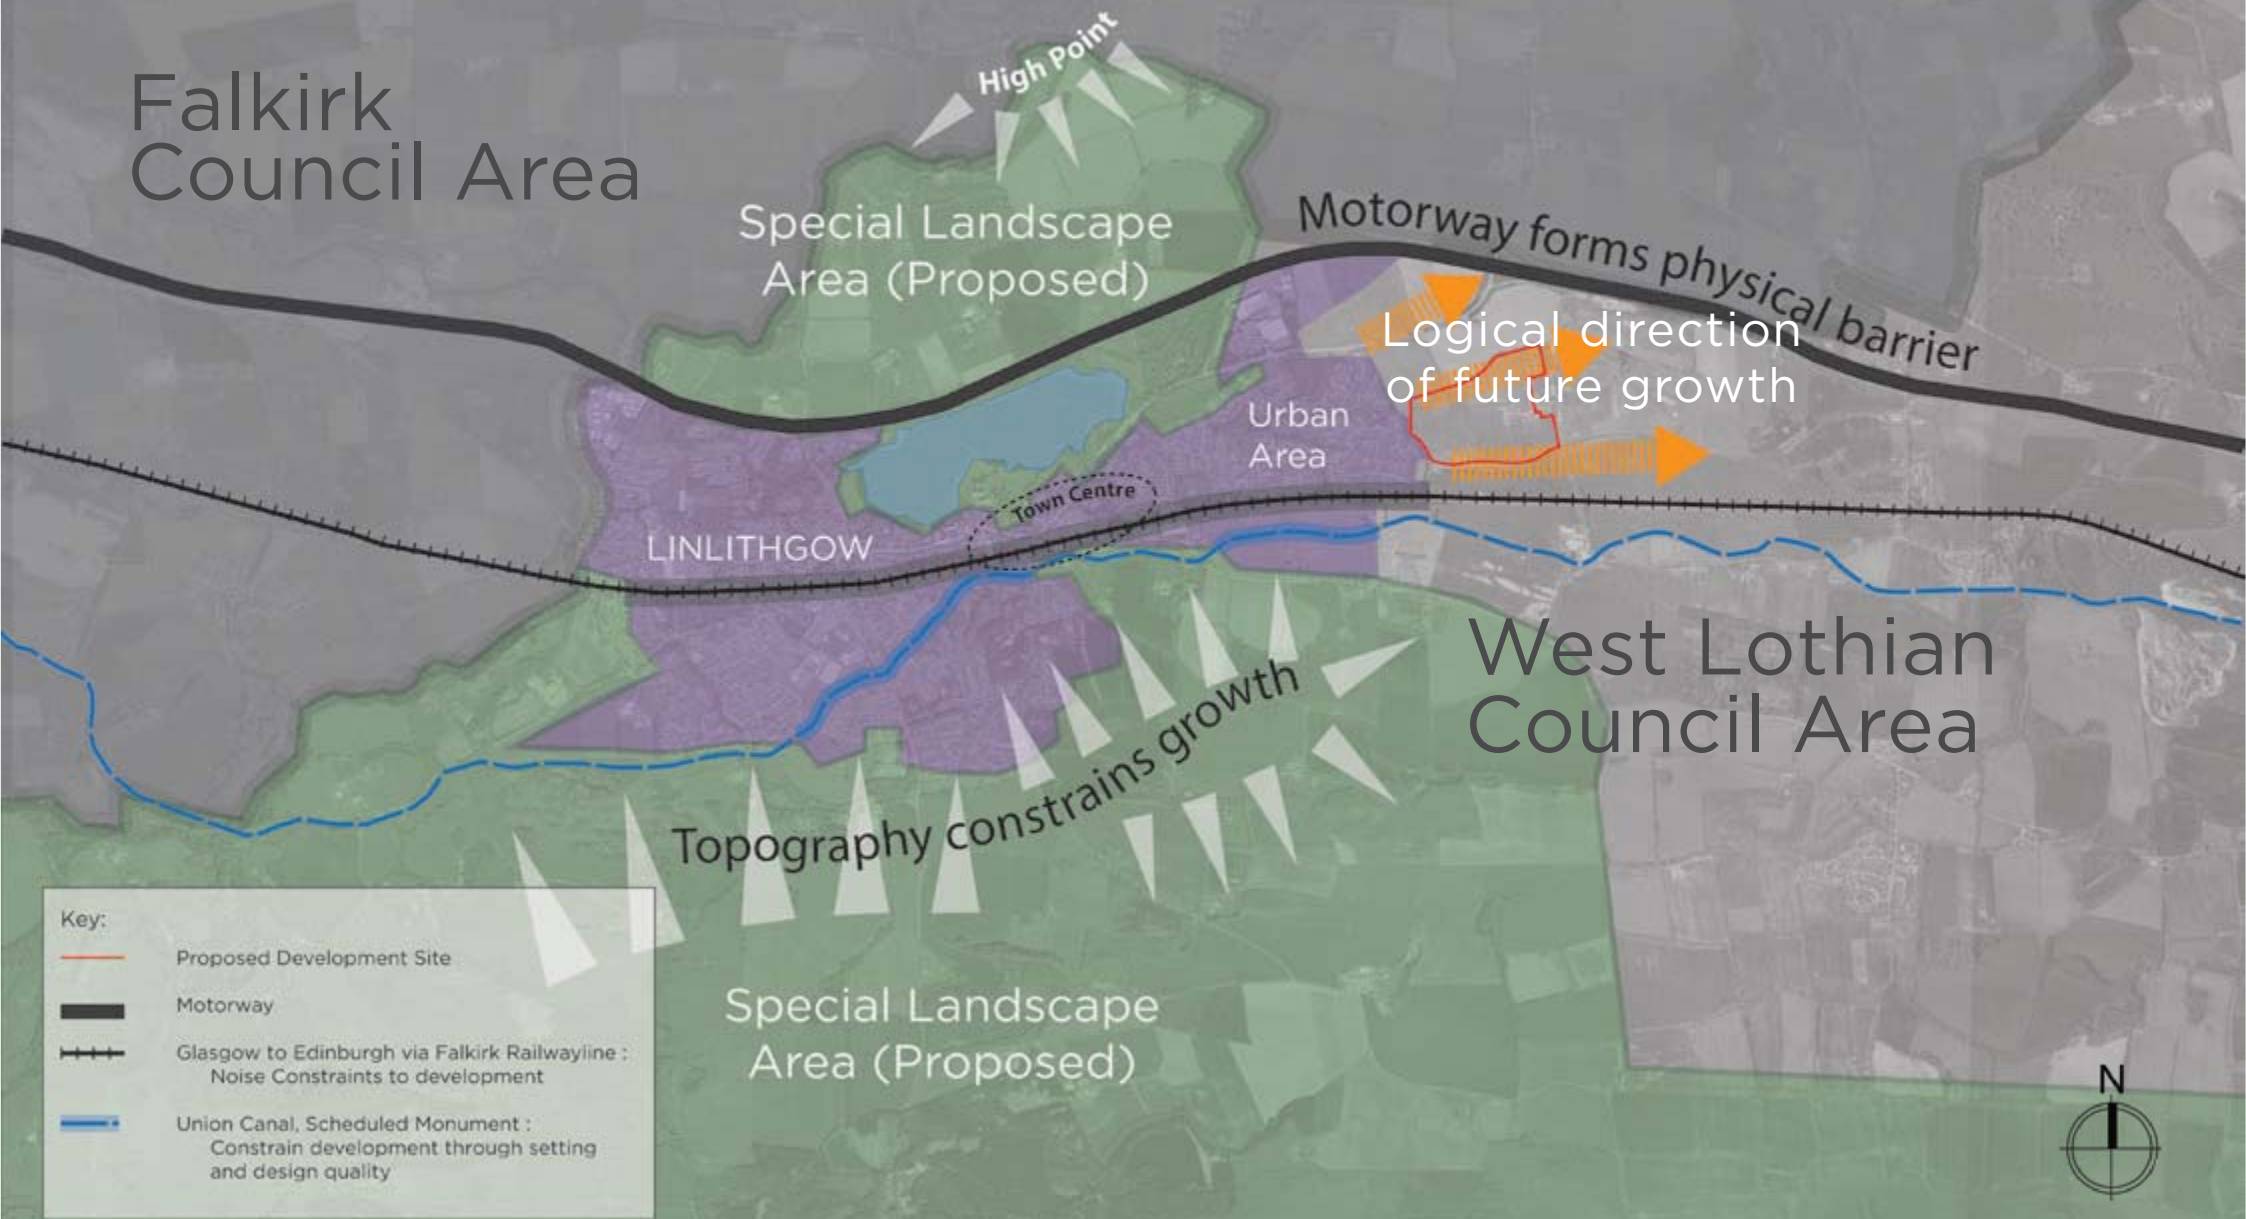 Falkirk
Council Area
High Point
Special Landscape
Area (Proposed)
Motorway forms physical barrier
Logical direction
of future growth
Urban
Area
Town Centre
LINLITHGOW
West Lothian
Council Area
Topography constrains growth
Special Landscape
Area (Proposed)
Key:
Proposed Development Site
Motorway
Glasgow to Edinburgh via Falkirk Railwayline :
Noise Constraints to development
Union Canal, Scheduled Monument :
Constrain development through setting
and design quality
N